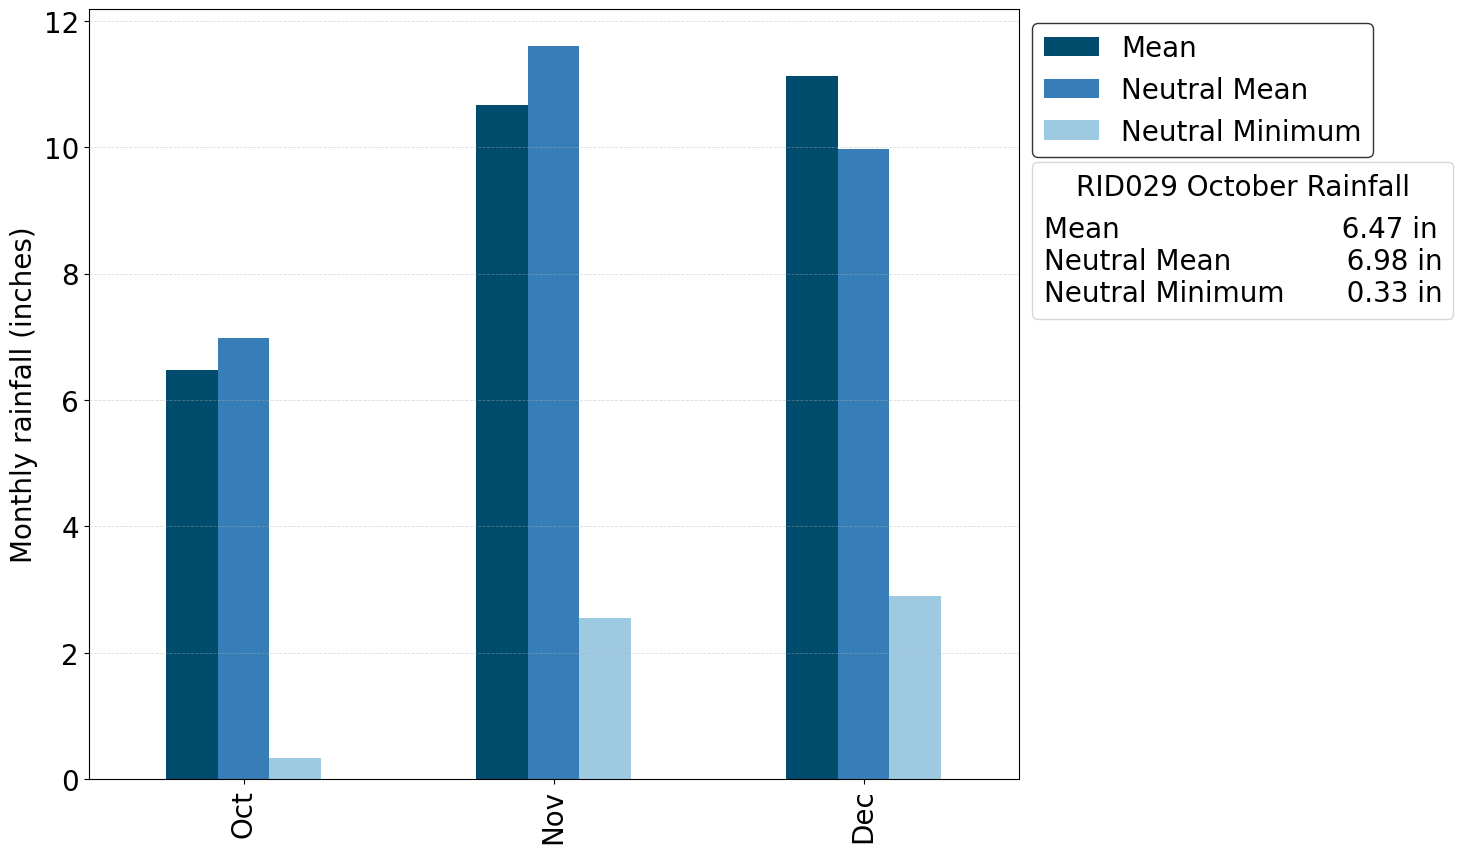 12
10
8
6
4
2
0
Monthly rainfall (inches)
Oct
Nov
Dec
Mean
Neutral Mean
Neutral Minimum
RID029 October Rainfall
Mean 6.47 in
Neutral Mean 6.98 in
Neutral Minimum 0.33 in